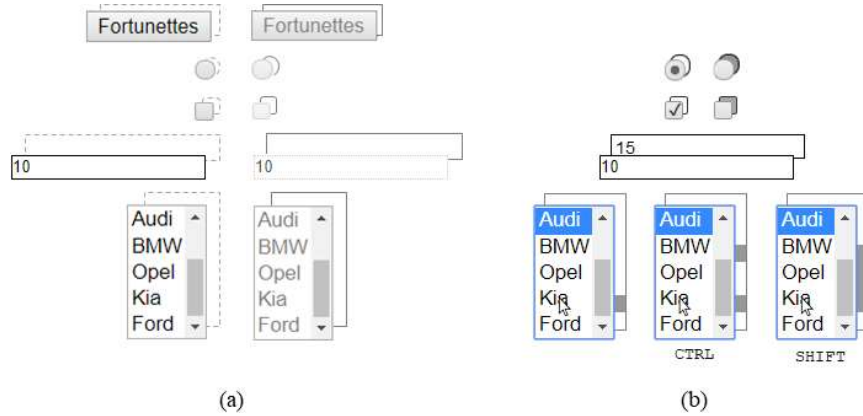 Fortunettes Fortunettes
15
10 10 10
Audi Audi Audi Audi Audi
BMW BMW BMW BMW BMW
Opel Opel Opel Opel Opel
Kia Kia Kia Kia Kia
Ford Ford Ford Ford Ford
CTRL SHIFT
(a) (b)